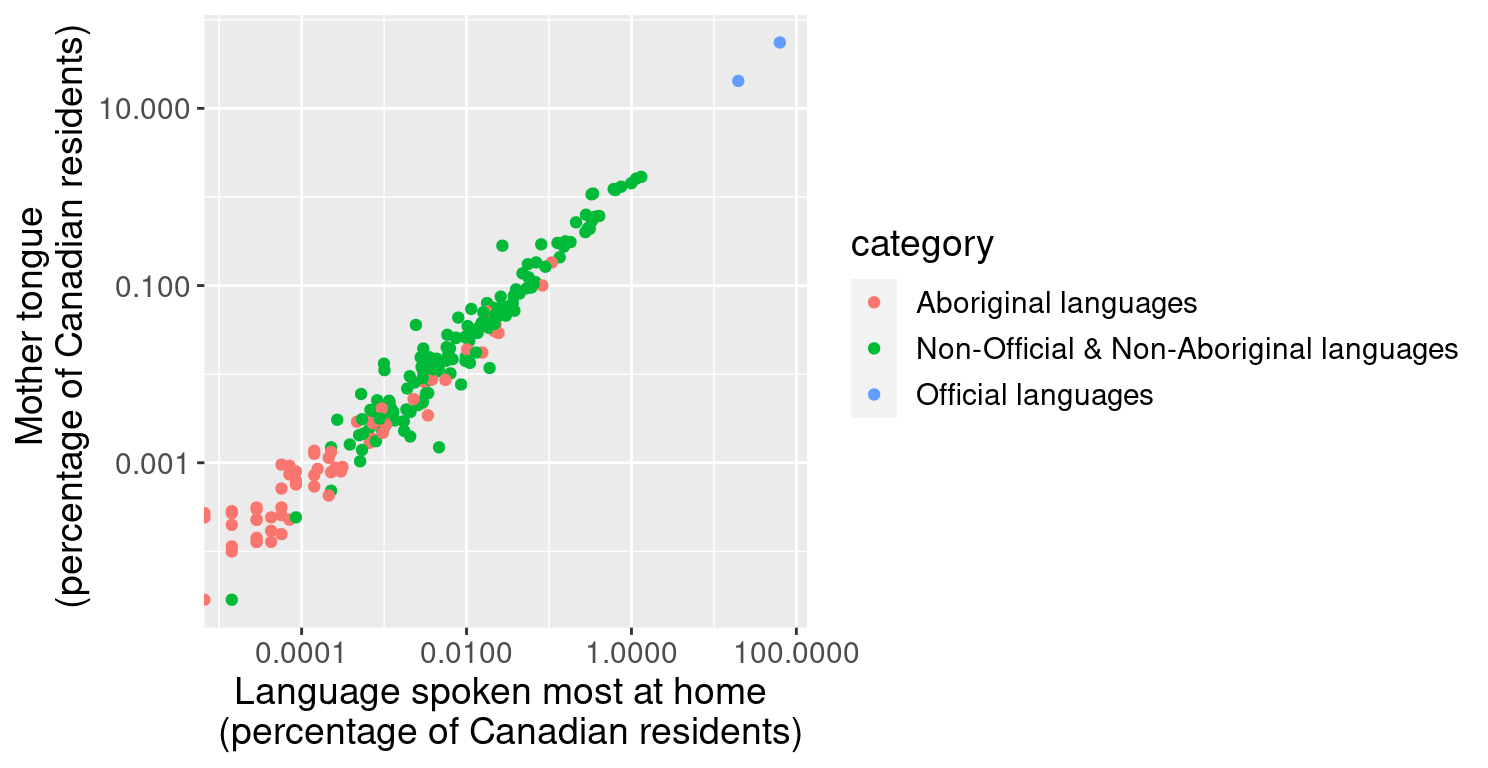 Mother tongue
(percentage of Canadian residents)
10.000
0.100
0.001
0.0001
0.0100
1.0000
100.0000
Language spoken most at home
(percentage of Canadian residents)
category
Aboriginal languages
Non-Official & Non-Aboriginal languages
Official languages